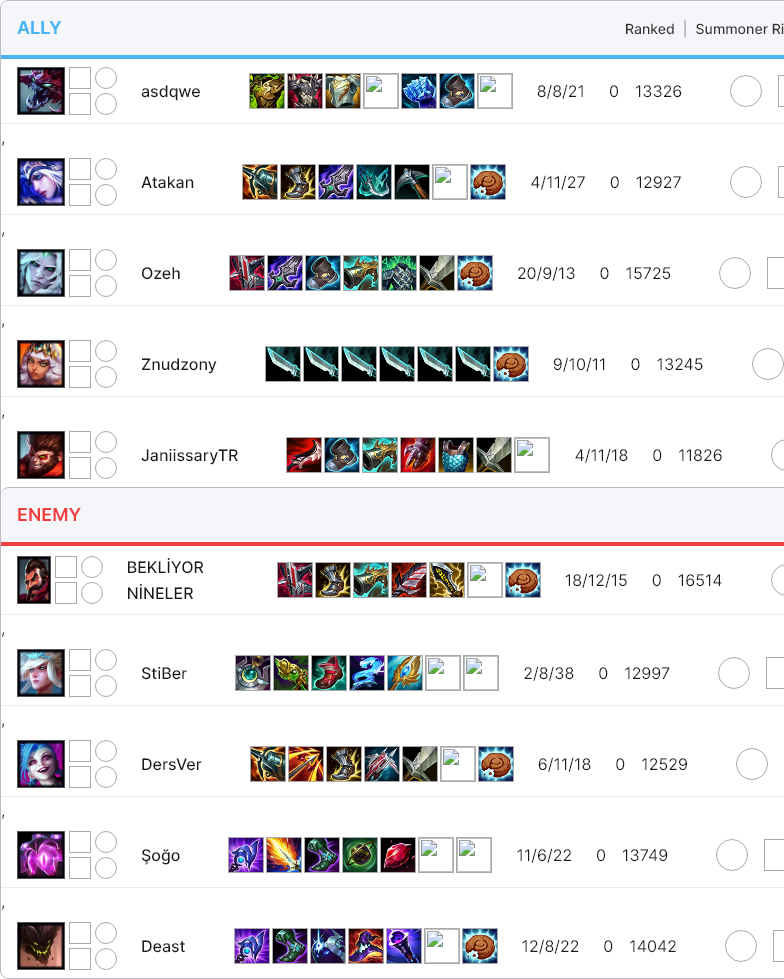 ALLY
Ranked | Summoner Ri
asdqwe 8/8/21 0 13326
,
Atakan 4/11/27 0 12927
,
Ozeh 20/9/13 0 15725
,
Znudzony 9/10/11 0 13245
,
JaniissaryTR 4/11/18 0 11826
ENEMY
BEKLİYOR
NİNELER 18/12/15 0 16514
,
StiBer 2/8/38 0 12997
,
DersVer 6/11/18 0 12529
,
Şoğo 11/6/22 0 13749
,
Deast 12/8/22 0 14042